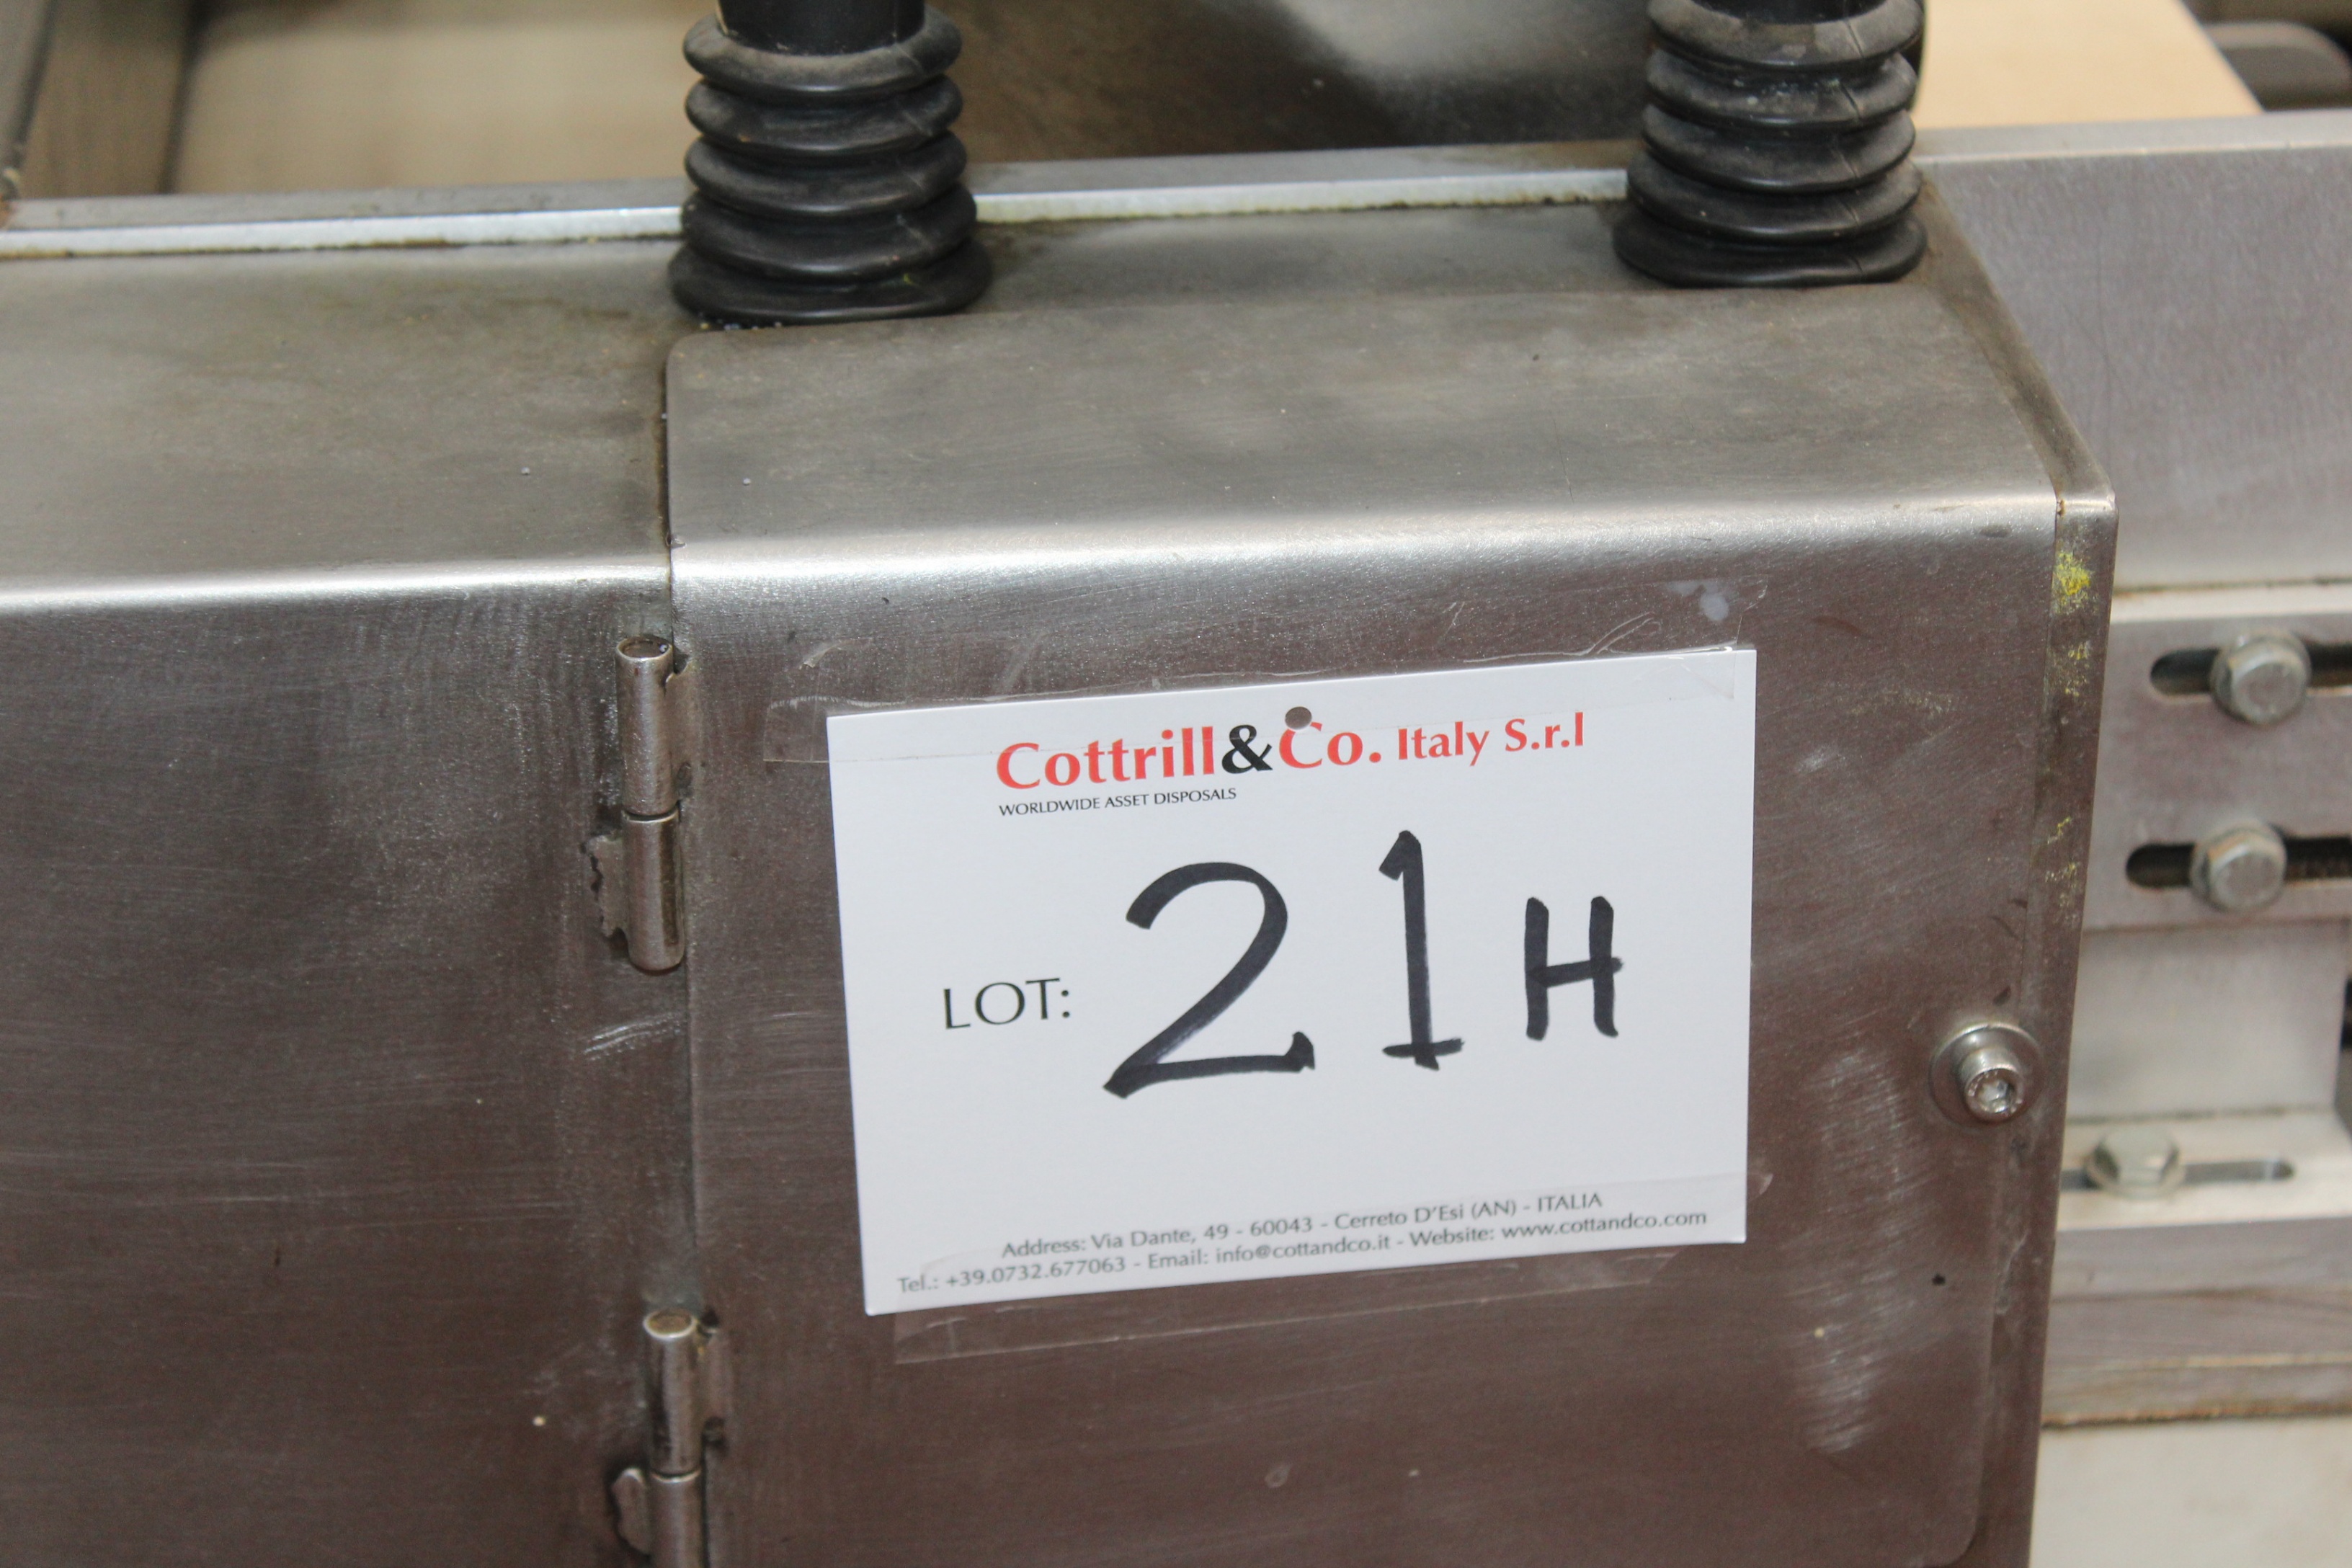 Cottrill&Co. Italy S.r.l
WORLDWIDE ASSET DISPOSALS
LOT: 21H
Address: Via Dante, 49 - 60043 - Cerreto D'Esi (AN) - ITALIA
Tel.: +39.0732.677063 - Email: info@cottandco.it - Website: www.cottandco.com